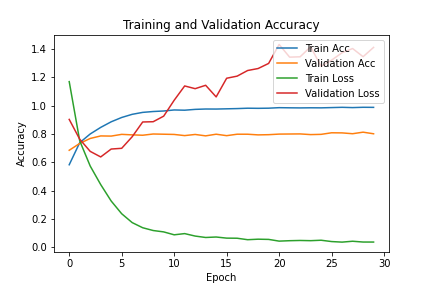 Training and Validation Accuracy
Accuracy
1.4
1.2
1.0
0.8
0.6
0.4
0.2
0.0
Train Acc
Validation Acc
Train Loss
Validation Loss
0 5 10 15 20 25 30
Epoch